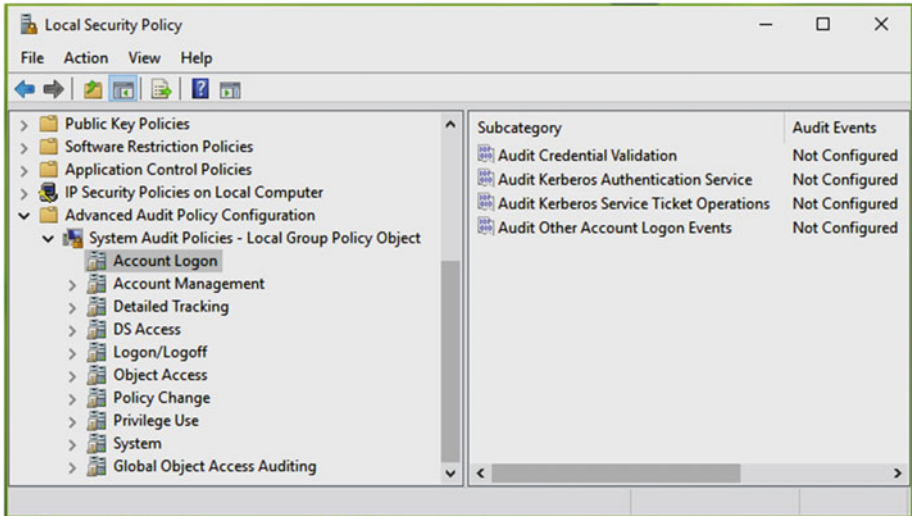 Local Security Policy
File Action View Help
Public Key Policies
Software Restriction Policies
Application Control Policies
IP Security Policies on Local Computer
Advanced Audit Policy Configuration
System Audit Policies - Local Group Policy Object
Account Logon
Account Management
Detailed Tracking
DS Access
Logon/Logoff
Object Access
Policy Change
Privilege Use
System
Global Object Access Auditing
Subcategory Audit Events
Audit Credential Validation Not Configured
Audit Kerberos Authentication Service Not Configured
Audit Kerberos Service Ticket Operations Not Configured
Audit Other Account Logon Events Not Configured